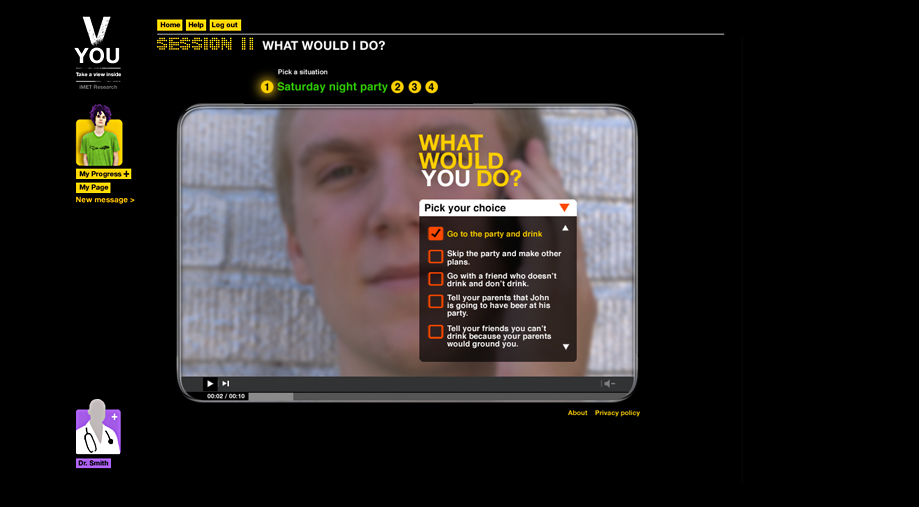 V
YOU
Take a view inside
iMET Research
Home Help Log out
SESSION II WHAT WOULD I DO?
Pick a situation
1 Saturday night party 2 3 4
My Progress +
My Page
New message >
WHAT
WOULD
YOU DO?
Pick your choice
Go to the party and drink
Skip the party and make other
plans.
Go with a friend who doesn't
drink and don't drink.
Tell your parents that John
is going to have beer at his
party.
Tell your friends you can't
drink because your parents
would ground you.
00:02 / 00:10
About Privacy policy
+
Dr. Smith